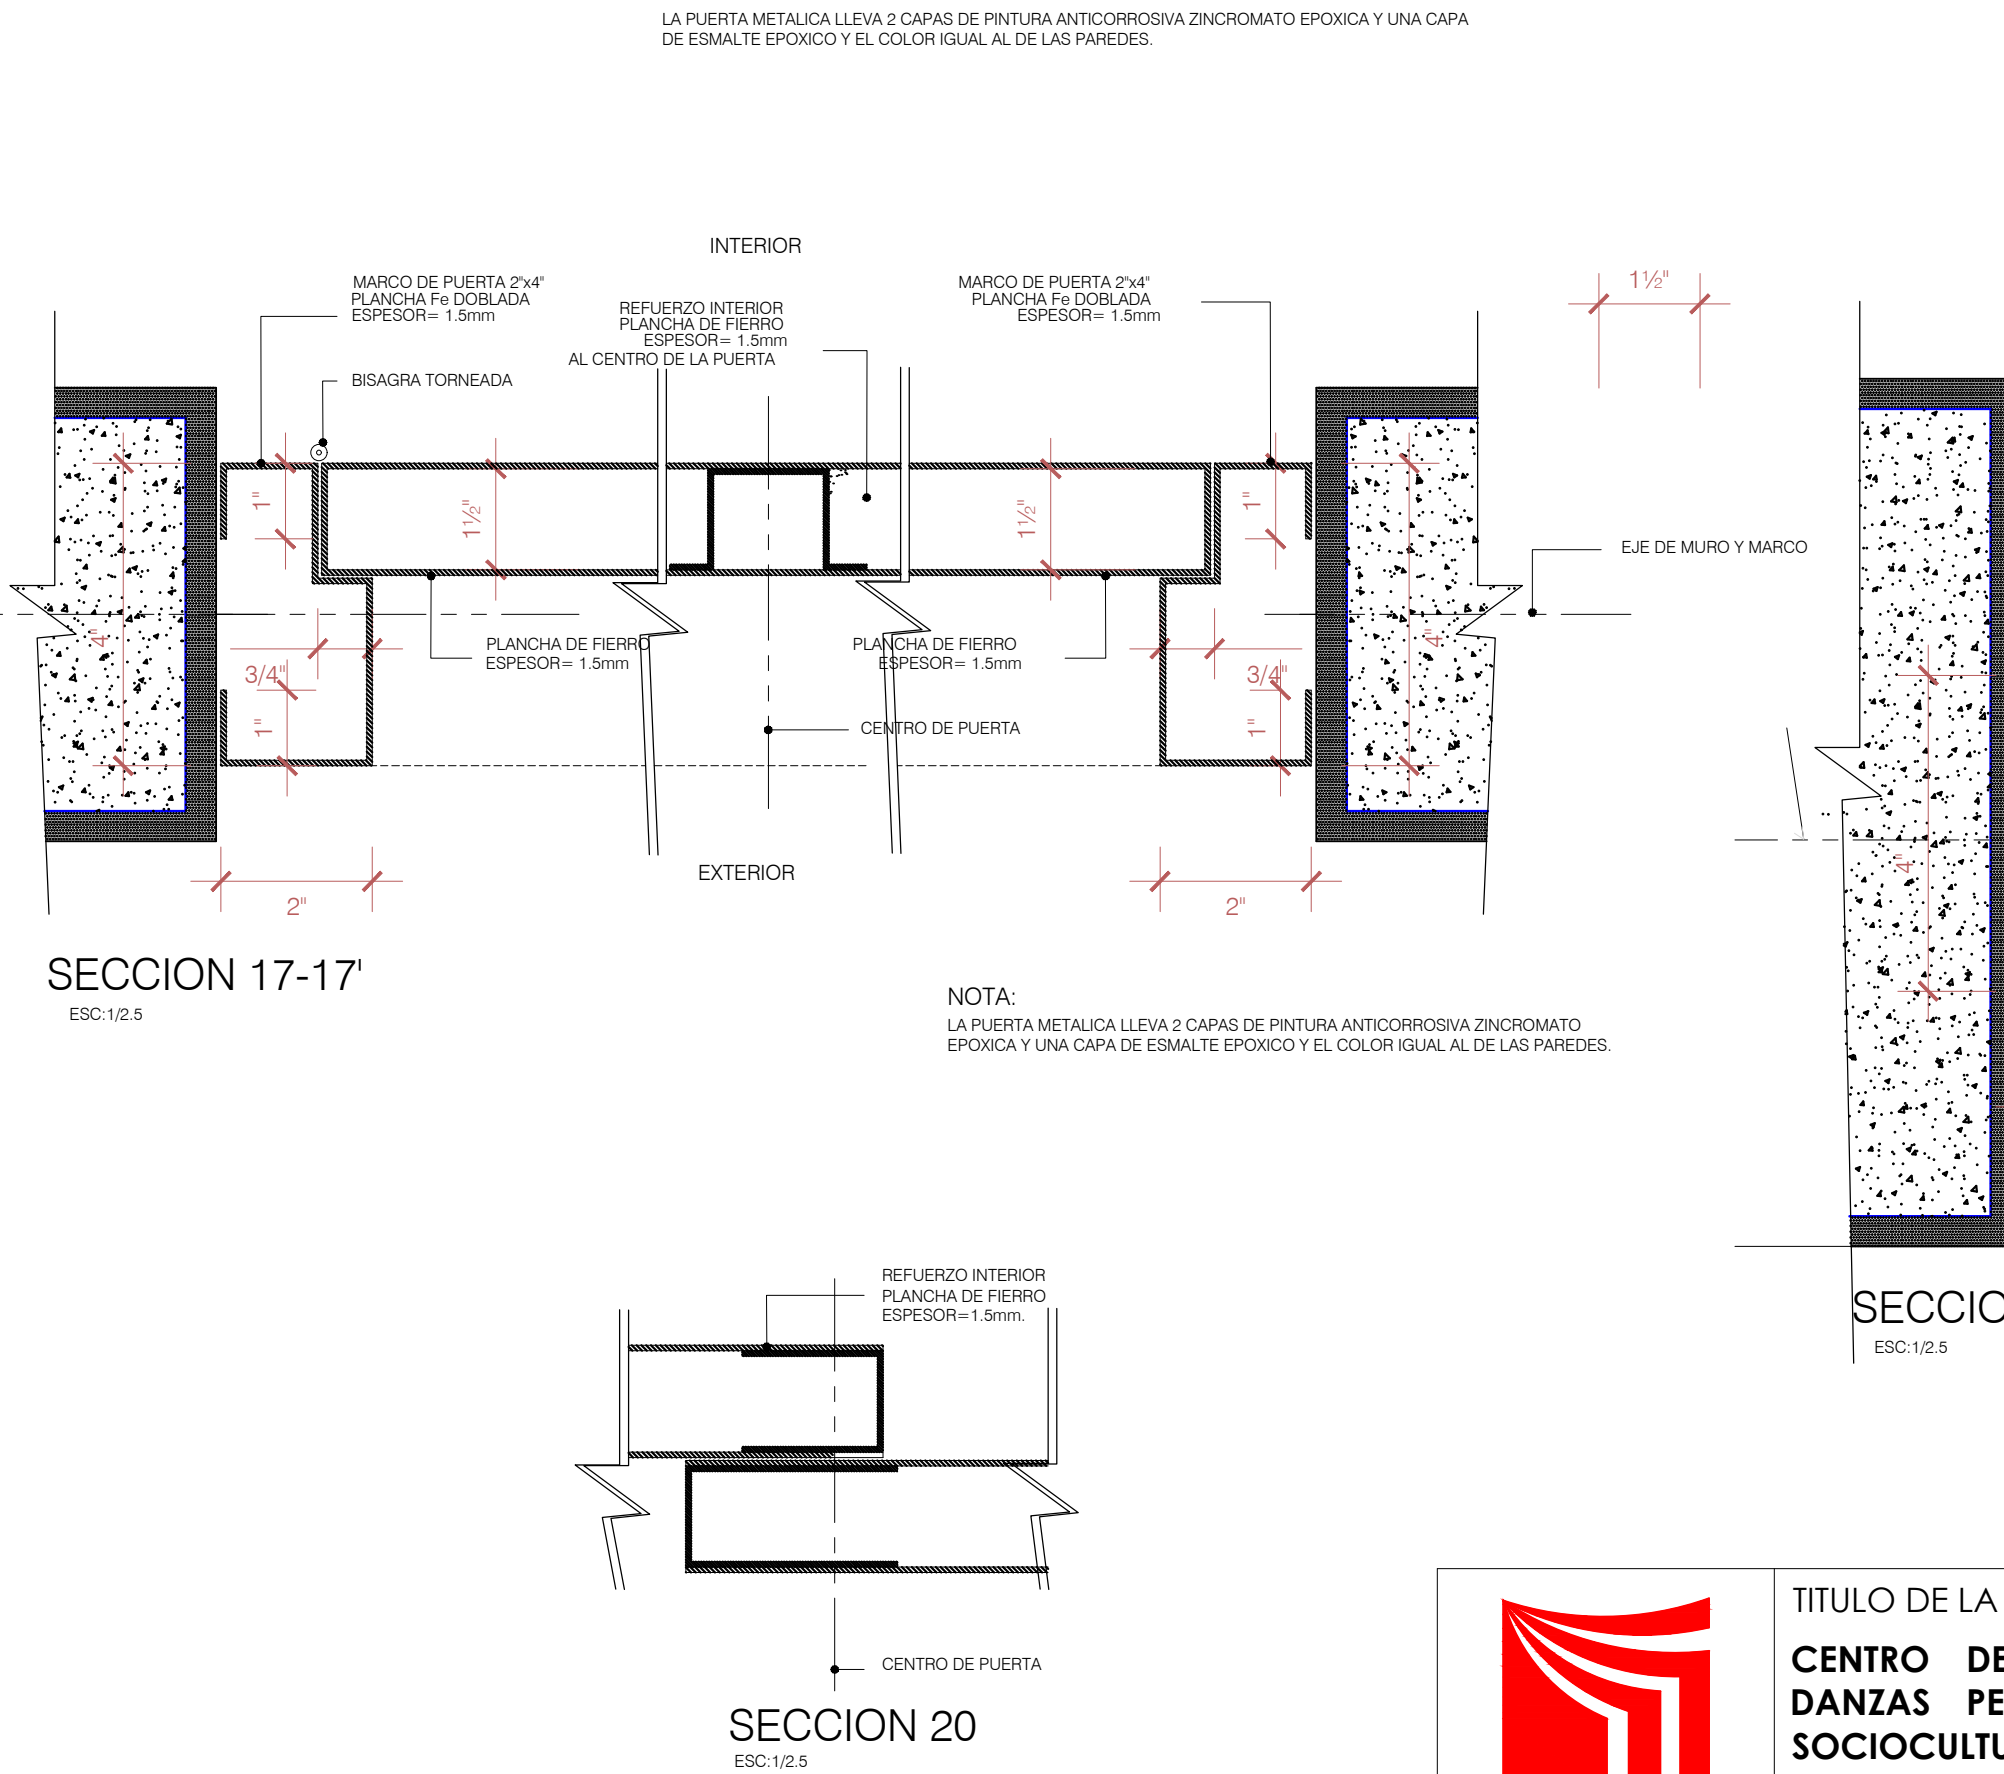 LA PUERTA METALICA LLEVA 2 CAPAS DE PINTURA ANTICORROSIVA ZINCROMATO EPOXICA Y UNA CAPA
DE ESMALTE EPOXICO Y EL COLOR IGUAL AL DE LAS PAREDES.
INTERIOR
MARCO DE PUERTA 2"x4"
PLANCHA Fe DOBLADA
ESPESOR= 1.5mm
BISAGRA TORNEADA
REFUERZO INTERIOR
PLANCHA DE FIERRO
ESPESOR= 1.5mm
AL CENTRO DE LA PUERTA
MARCO DE PUERTA 2"x4"
PLANCHA Fe DOBLADA
ESPESOR= 1.5mm
1½"
1"
1½"
1½"
1"
EJE DE MURO Y MARCO
4"
3/4"
1"
PLANCHA DE FIERRO
ESPESOR= 1.5mm
PLANCHA DE FIERRO
ESPESOR= 1.5mm
CENTRO DE PUERTA
3/4"
1"
4"
4"
EXTERIOR
2"
2"
SECCION 17-17'
ESC:1/2.5
NOTA:
LA PUERTA METALICA LLEVA 2 CAPAS DE PINTURA ANTICORROSIVA ZINCROMATO
EPOXICA Y UNA CAPA DE ESMALTE EPOXICO Y EL COLOR IGUAL AL DE LAS PAREDES.
REFUERZO INTERIOR
PLANCHA DE FIERRO
ESPESOR=1.5mm.
SECCIO
ESC:1/2.5
CENTRO DE PUERTA
SECCION 20
ESC:1/2.5
TITULO DE LA
CENTRO DE
DANZAS PE
SOCIOCULTU